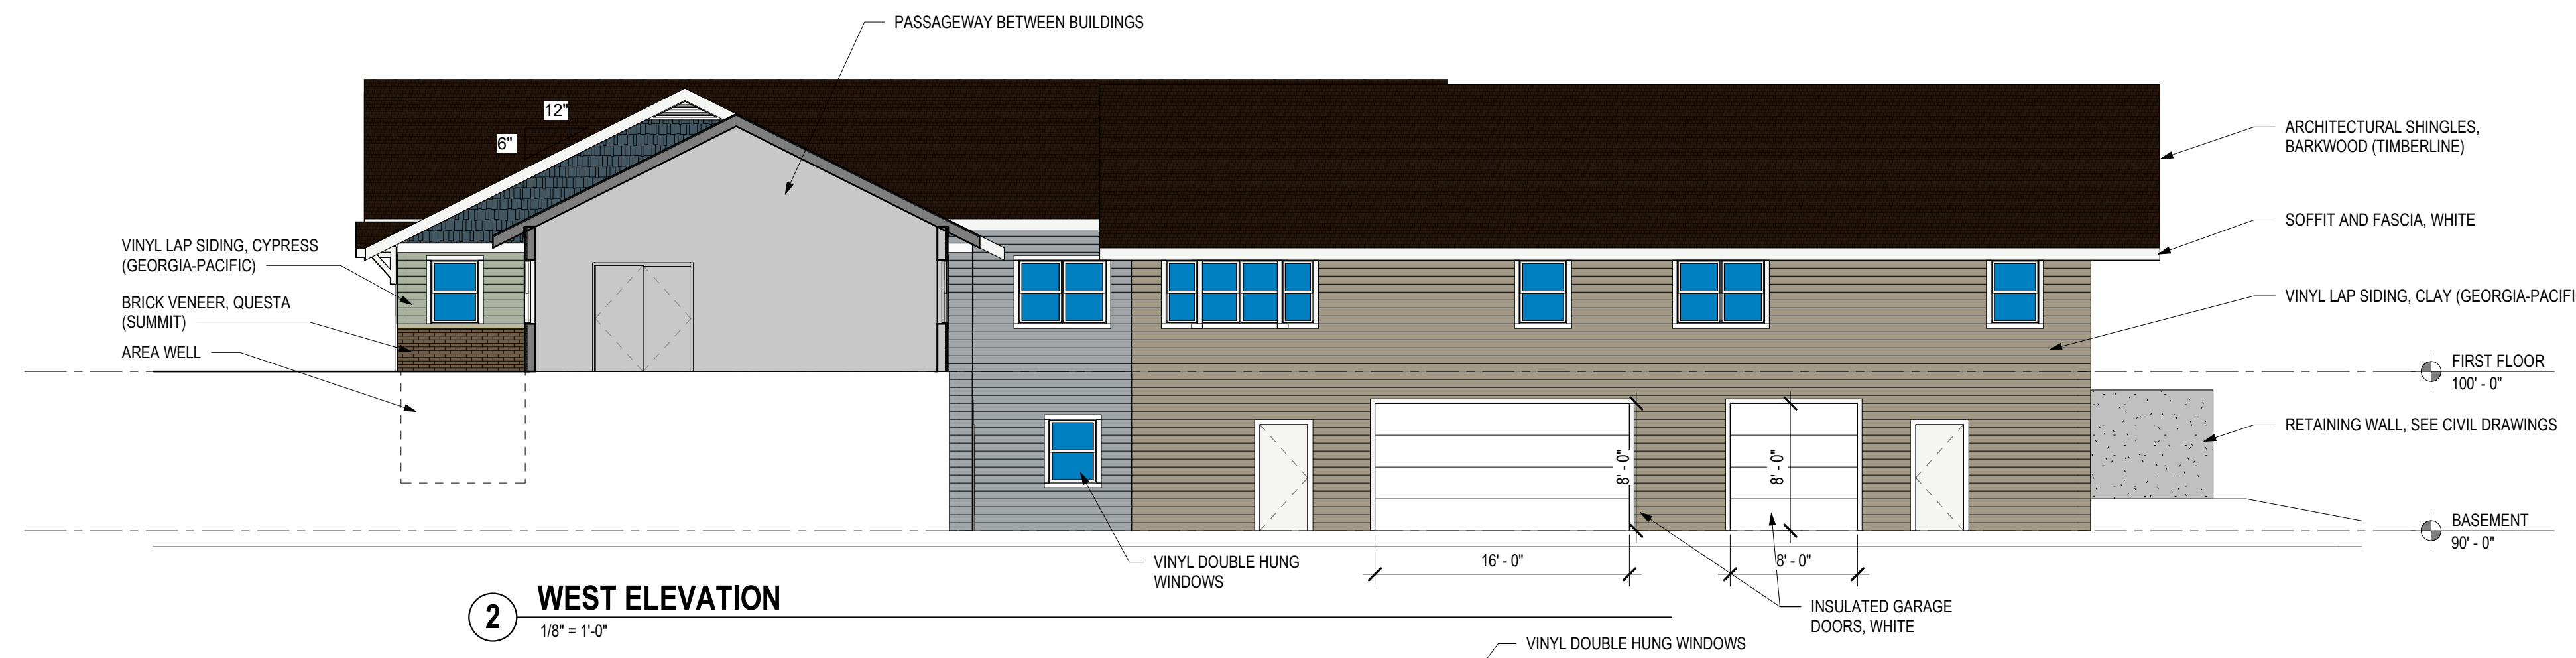 PASSAGEWAY BETWEEN BUILDINGS
12"
6"
ARCHITECTURAL SHINGLES,
BARKWOOD (TIMBERLINE)
SOFFIT AND FASCIA, WHITE
VINYL LAP SIDING, CYPRESS
(GEORGIA-PACIFIC)
BRICK VENEER, QUESTA
(SUMMIT)
AREA WELL
VINYL LAP SIDING, CLAY (GEORGIA-PACIFI
FIRST FLOOR
100' - 0"
RETAINING WALL, SEE CIVIL DRAWINGS
8' - 0"
8' - 0"
BASEMENT
90' - 0"
VINYL DOUBLE HUNG
WINDOWS
16' - 0"
8' - 0"
INSULATED GARAGE
DOORS, WHITE
2
WEST ELEVATION
1/8" = 1'-0"
VINYL DOUBLE HUNG WINDOWS